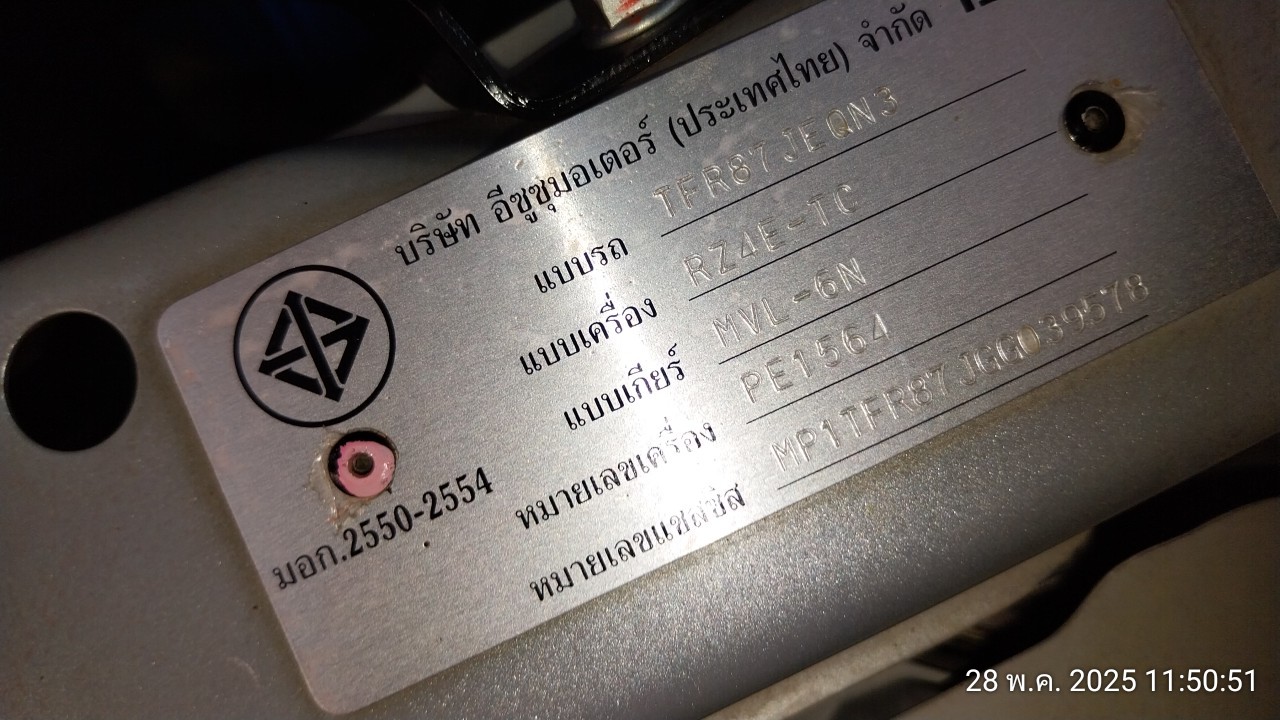 บริษัท อีซูซุมอเตอร์ (ประเทศไทย) จำกัด
แบบรถ TFR87JEQN3
แบบเครื่อง RZ4E-TC
แบบเกียร์ MVL-6N
หมายเลขเครื่อง PE1564
หมายเลขแชสซีส์ MP1TFR87JGG039578
มอก.2550-2554
28 พ.ค. 2025 11:50:51